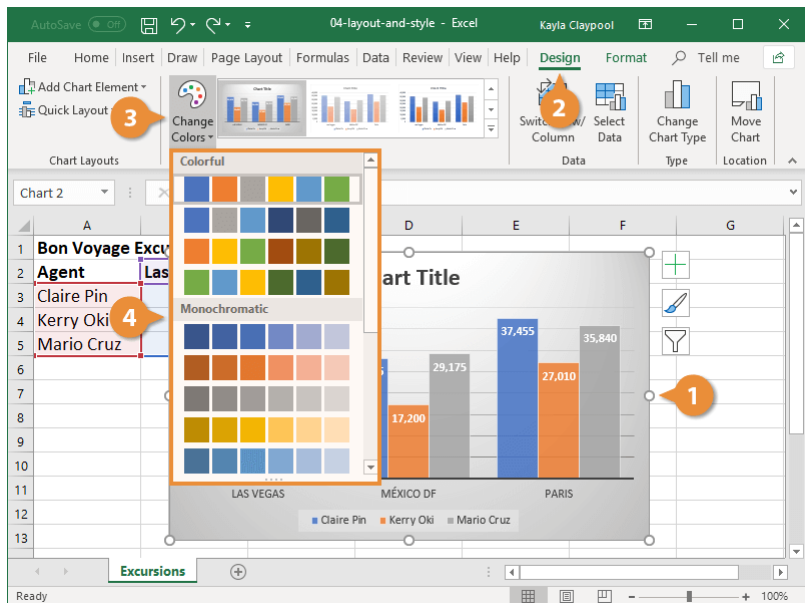 AutoSave Off 04-layout-and-style - Excel Kayla Claypool
File Home Insert Draw Page Layout Formulas Data Review View Help Design Format Tell me
Add Chart Element
Quick Layout
Change
Colors
Chart Title
Chart Title
Chart Title
Column
Select
Data
Change
Chart Type
Move
Chart
3
2
Chart Layouts Data Type Location
Colorful
Monochromatic
4
Chart 2
A D E F G
1 Bon Voyage
2 Agent
3 Claire Pin
4 Kerry Oki
5 Mario Cruz
6
7
8
9
10
11
12
13
37,455
35,840
29,175
27,010
17,200
1
LAS VEGAS MÉXICO DF PARIS
Claire Pin Kerry Oki Mario Cruz
Excursions
Ready 100%